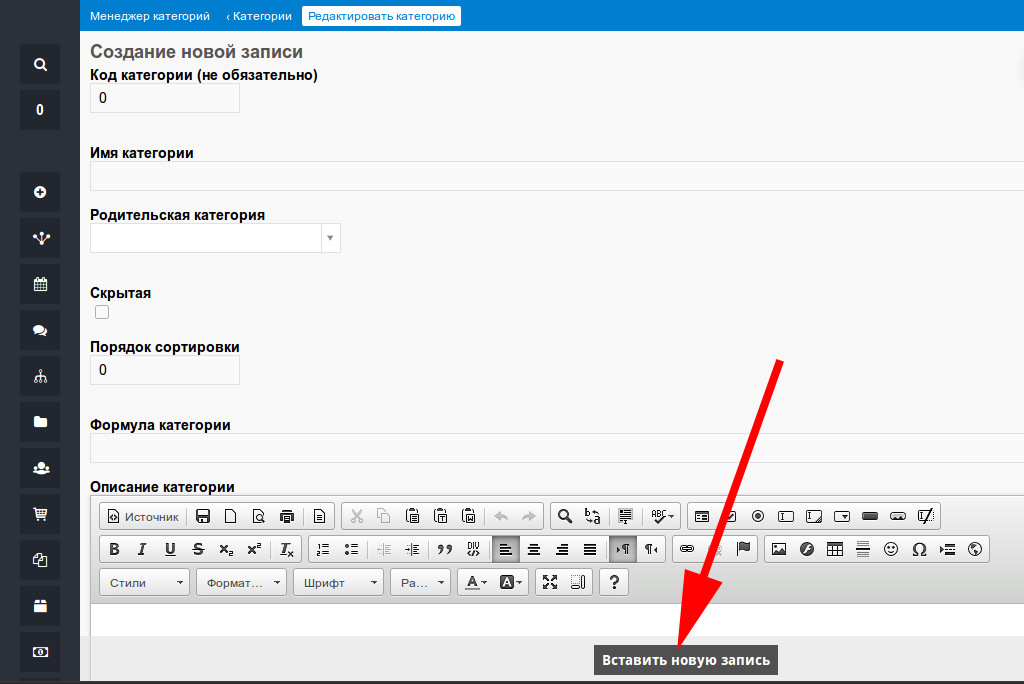 Менеджер категорий ‹ Категории Редактировать категорию
Создание новой записи
Код категории (не обязательно)
0
0
Имя категории
Родительская категория
Скрытая
Порядок сортировки
0
Формула категории
Описание категории
Источник
Стили Формат... Шрифт Ра...
Вставить новую запись